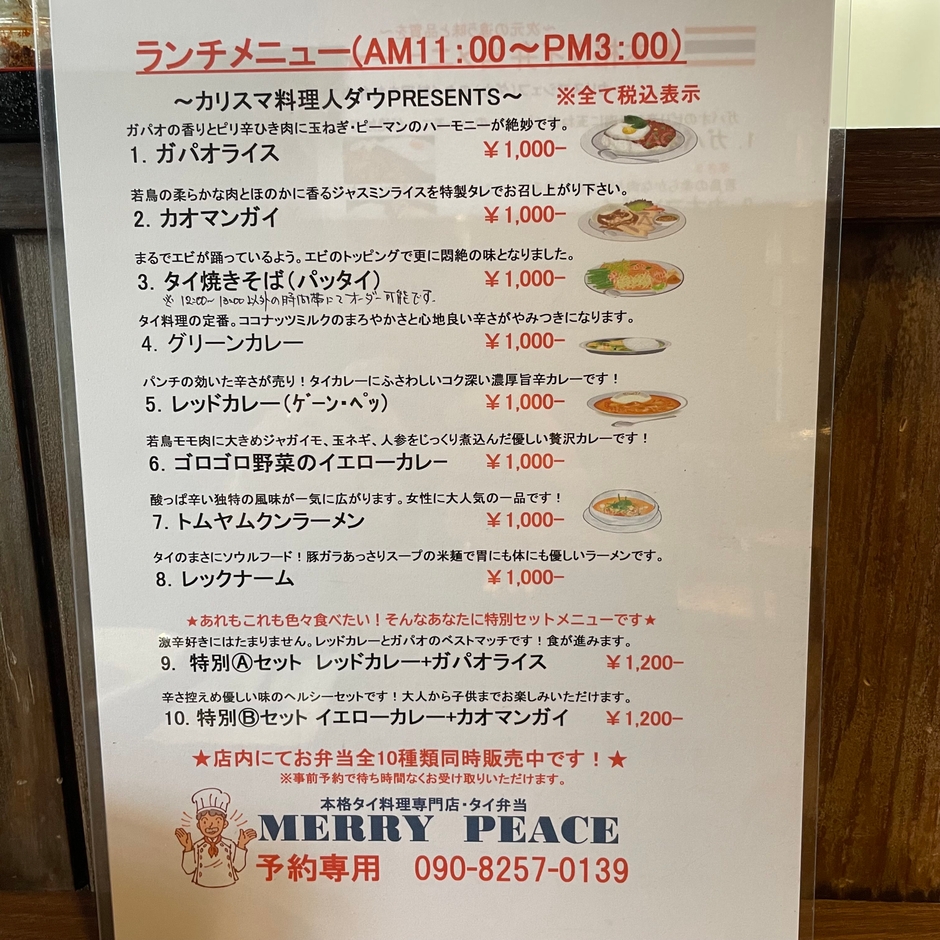 ランチメニュー(AM11:00～PM3:00)
～カリスマ料理人ダウPRESENTS～ ※全て税込表示
ガパオの香りとピリ辛ひき肉に玉ねぎ・ピーマンのハーモニーが絶妙です。
1. ガパオライス ￥1,000−
若鳥の柔らかな肉とほのかに香るジャスミンライスを特製タレでお召し上がり下さい。
2. カオマンガイ ￥1,000−
まるでエビが踊っているよう。エビのトッピングで更に悶絶の味となりました。
3. タイ焼きそば(パッタイ) ￥1,000−
※ 12:00～13:00以外の時間帯にてオーダー可能です。
タイ料理の定番。ココナッツミルクのまろやかさと心地良い辛さがやみつきになります。
4. グリーンカレー ￥1,000−
パンチの効いた辛さが売り！タイカレーにふさわしいコク深い濃厚旨辛カレーです！
5. レッドカレー(ｹﾞｰﾝ・ﾍﾟｯ) ￥1,000−
若鳥モモ肉に大きめジャガイモ、玉ネギ、人参をじっくり煮込んだ優しい贅沢カレーです！
6. ゴロゴロ野菜のイエローカレー ￥1,000−
酸っぱ辛い独特の風味が一気に広がります。女性に大人気の一品です！
7. トムヤムクンラーメン ￥1,000−
タイのまさにソウルフード！豚ガラあっさりスープの米麺で胃にも体にも優しいラーメンです。
8. レックナーム ￥1,000−
★あれもこれも色々食べたい！そんなあなたに特別セットメニューです★
激辛好きにはたまりません。レッドカレーとガパオのベストマッチです！食が進みます。
9. 特別Ⓐセット レッドカレー+ガパオライス ￥1,200−
辛さ控えめ優しい味のヘルシーセットです！大人から子供までお楽しみいただけます。
10. 特別Ⓑセット イエローカレー+カオマンガイ ￥1,200−
★店内にてお弁当全10種類同時販売中です！★
※事前予約で待ち時間なくお受け取りいただけます。
本格タイ料理専門店・タイ弁当
MERRY PEACE
予約専用 090-8257-0139